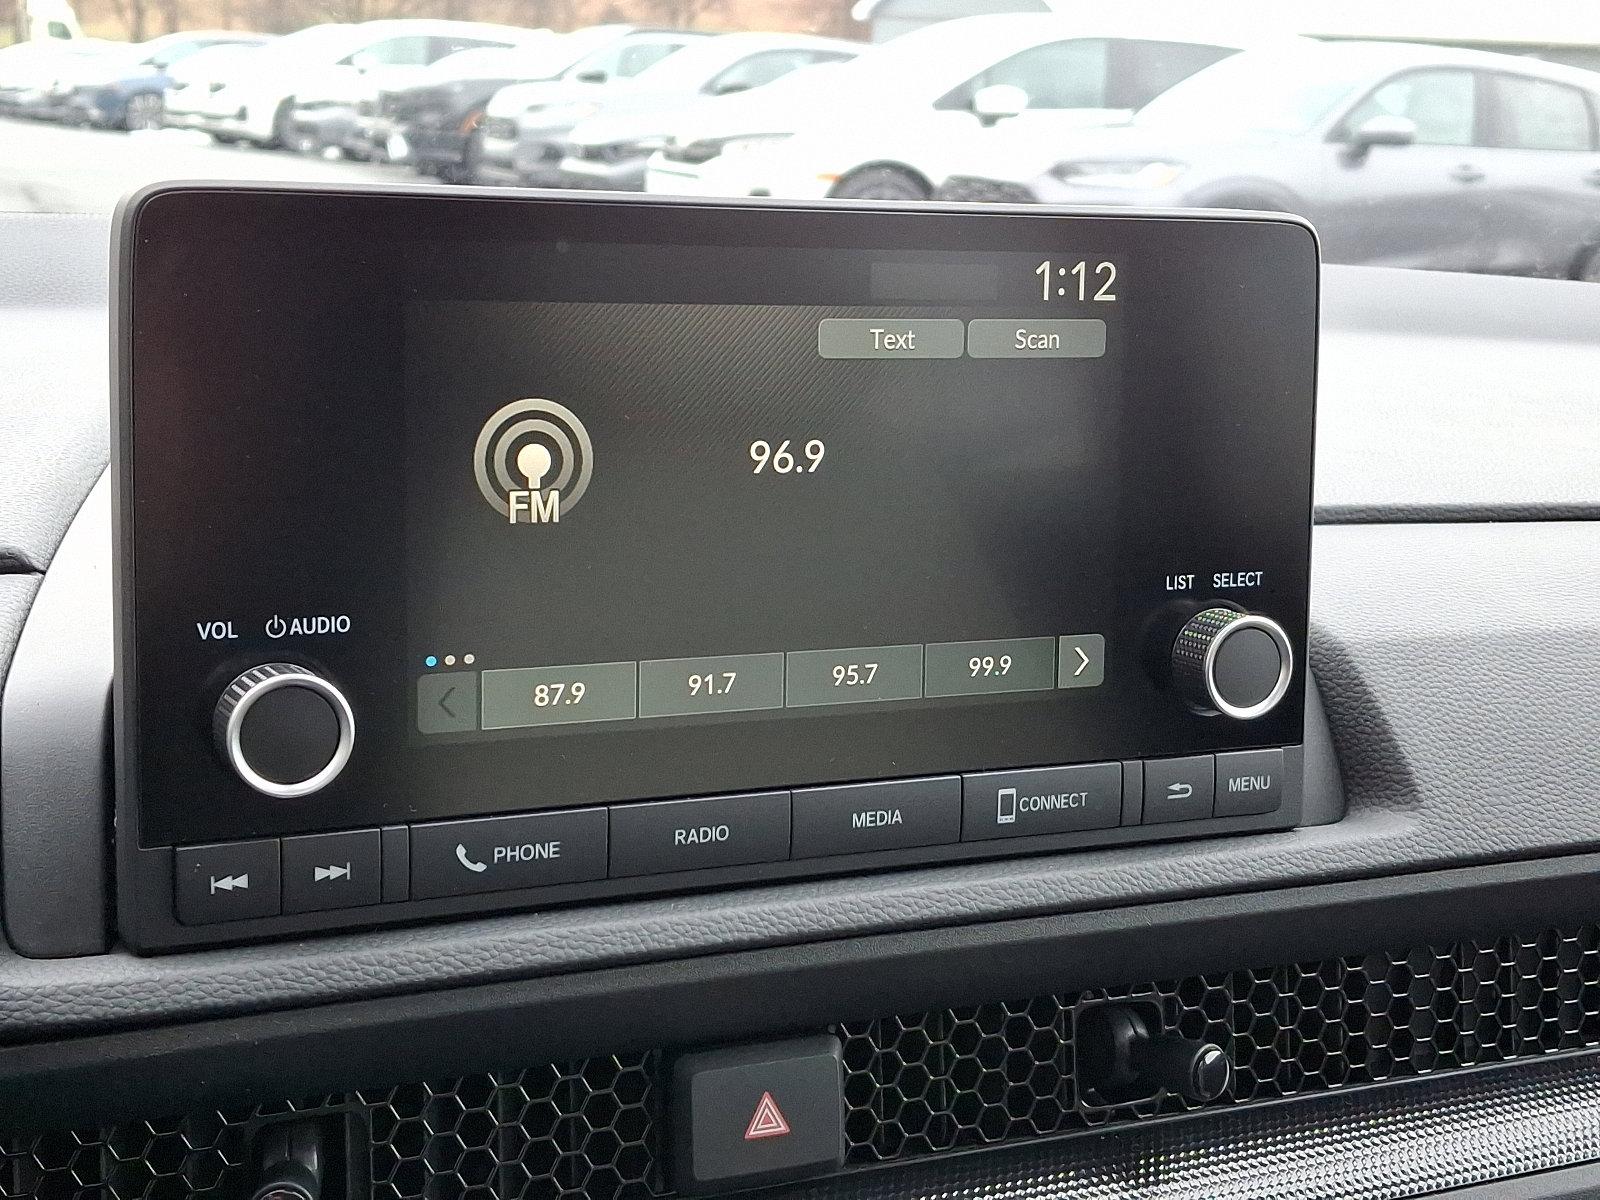 1:12
Text Scan
96.9
FM
LIST SELECT
VOL AUDIO
87.9 91.7 95.7 99.9
PHONE RADIO MEDIA CONNECT MENU